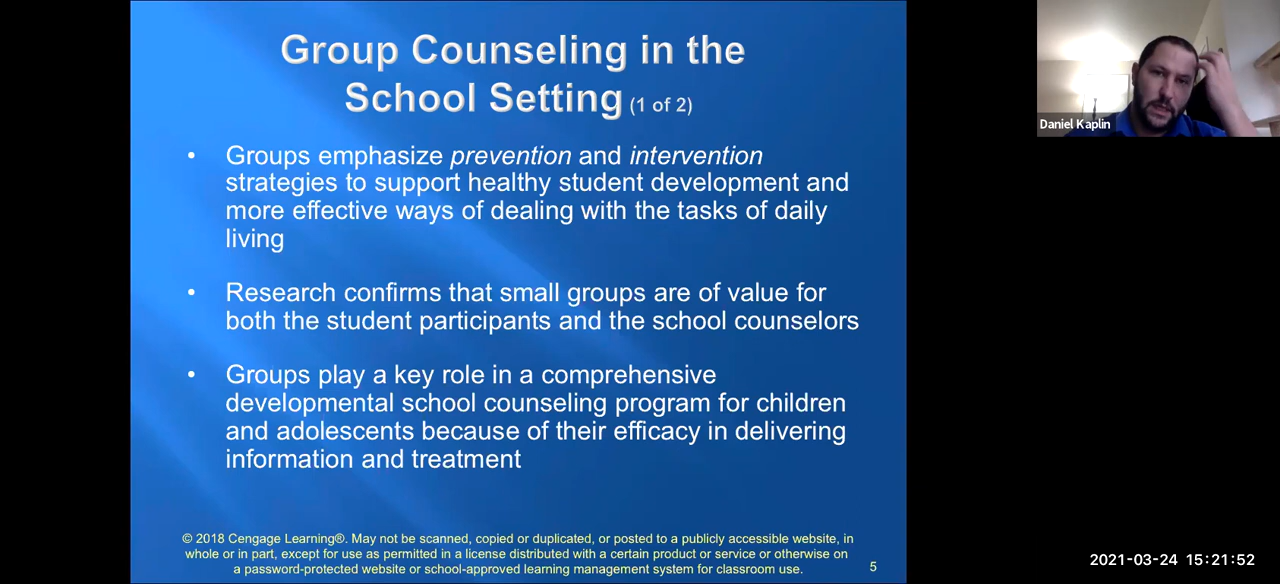 Group Counseling in the
School Setting (1 of 2)
• Groups emphasize prevention and intervention
strategies to support healthy student development and
more effective ways of dealing with the tasks of daily
living
• Research confirms that small groups are of value for
both the student participants and the school counselors
• Groups play a key role in a comprehensive
developmental school counseling program for children
and adolescents because of their efficacy in delivering
information and treatment
© 2018 Cengage Learning®. May not be scanned, copied or duplicated, or posted to a publicly accessible website, in
whole or in part, except for use as permitted in a license distributed with a certain product or service or otherwise on
a password-protected website or school-approved learning management system for classroom use.
5
Daniel Kaplin
2021-03-24 15:21:52